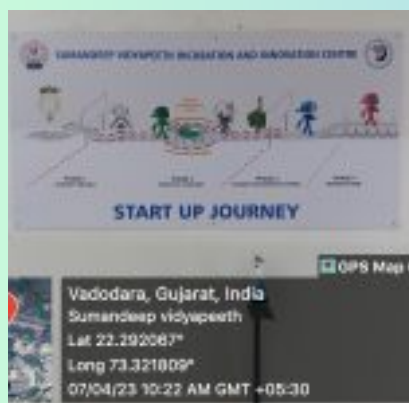 SUMANDEEP VIDYAPEETH INCUBATION AND INNOVATION CENTRE
START UP JOURNEY
GPS Map
Vadodara, Gujarat, India
Sumandeep vidyapeeth
Lat 22.292067°
Long 73.321809°
07/04/23 10:22 AM GMT +05:30